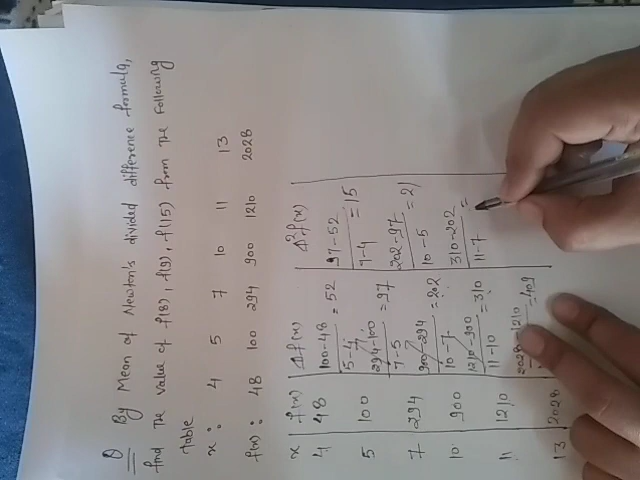 ① By Mean of Newton's divided difference formula,
find The value of f(8), f(9), f(15) from The Following
table
x: 4 5 7 10 11 13
f(x): 48 100 294 900 1210 2028
x f(x) Δf(x) Δ²f(x)
4 48
100-48 / 5-4 = 52
97-52 / 7-4 = 15
5 100
294-100 / 7-5 = 97
202-97 / 10-5 = 21
7 294
900-294 / 10-7 = 202
310-202 / 11-7 =
10 900
1210-900 / 11-10 = 310
11 1210
2028-1210 = 409
13 2028